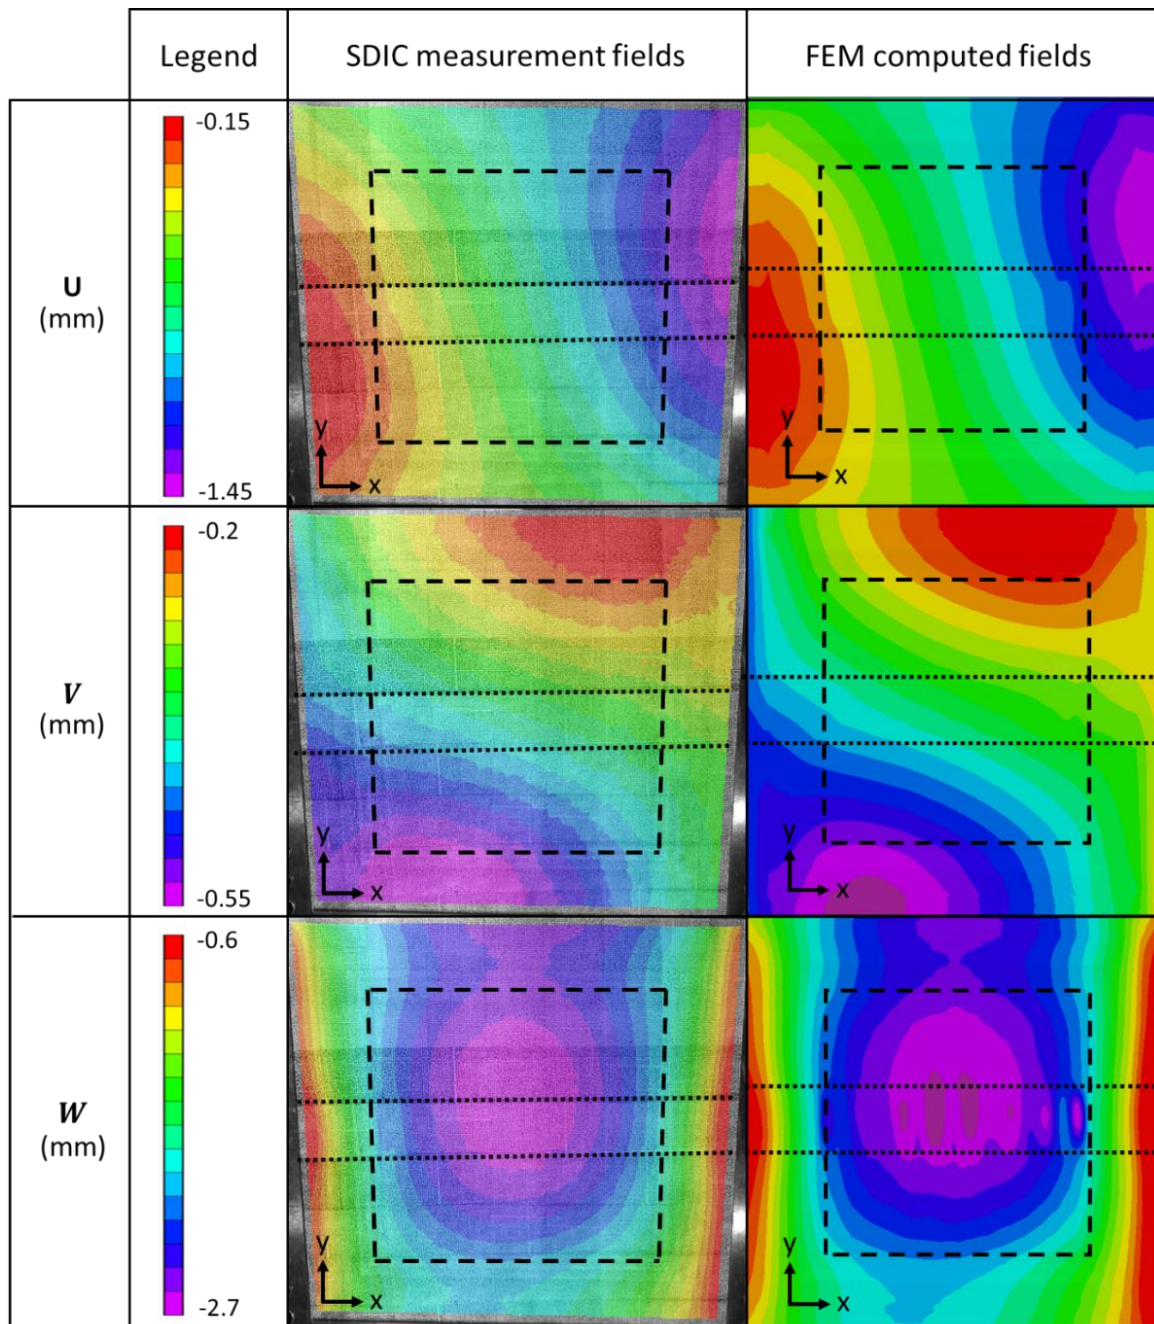 Legend
SDIC measurement fields
FEM computed fields
U
(mm)
-0.15
-1.45
y
x
y
x
V
(mm)
-0.2
-0.55
y
x
y
x
W
(mm)
-0.6
-2.7
y
x
y
x